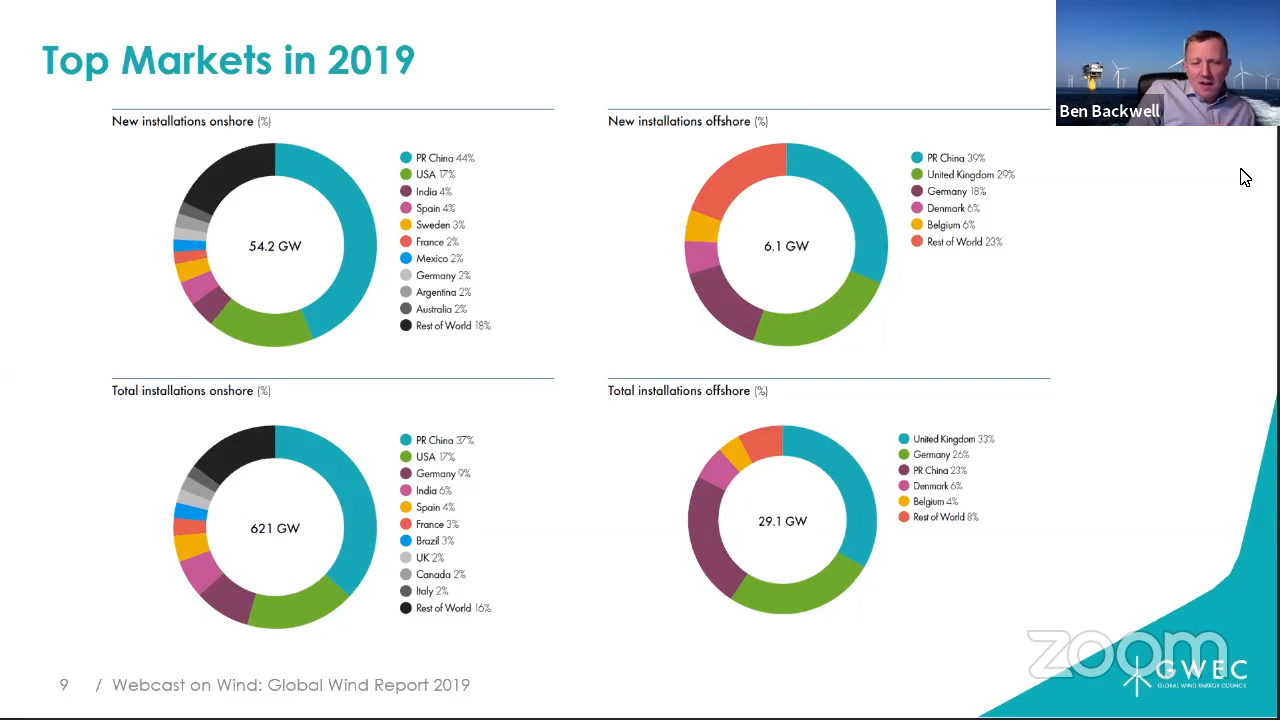 Top Markets in 2019
Ben Backwell
New installations onshore (%)
54.2 GW
PR China 44%
USA 17%
India 4%
Spain 4%
Sweden 3%
France 2%
Mexico 2%
Germany 2%
Argentina 2%
Australia 2%
Rest of World 18%
New installations offshore (%)
6.1 GW
PR China 39%
United Kingdom 29%
Germany 18%
Denmark 6%
Belgium 6%
Rest of World 23%
Total installations onshore (%)
621 GW
PR China 37%
USA 17%
Germany 9%
India 6%
Spain 4%
France 3%
Brazil 3%
UK 2%
Canada 2%
Italy 2%
Rest of World 16%
Total installations offshore (%)
29.1 GW
United Kingdom 33%
Germany 26%
PR China 23%
Denmark 6%
Belgium 4%
Rest of World 8%
9 / Webcast on Wind: Global Wind Report 2019
zoom
GWEC
GLOBAL WIND ENERGY COUNCIL